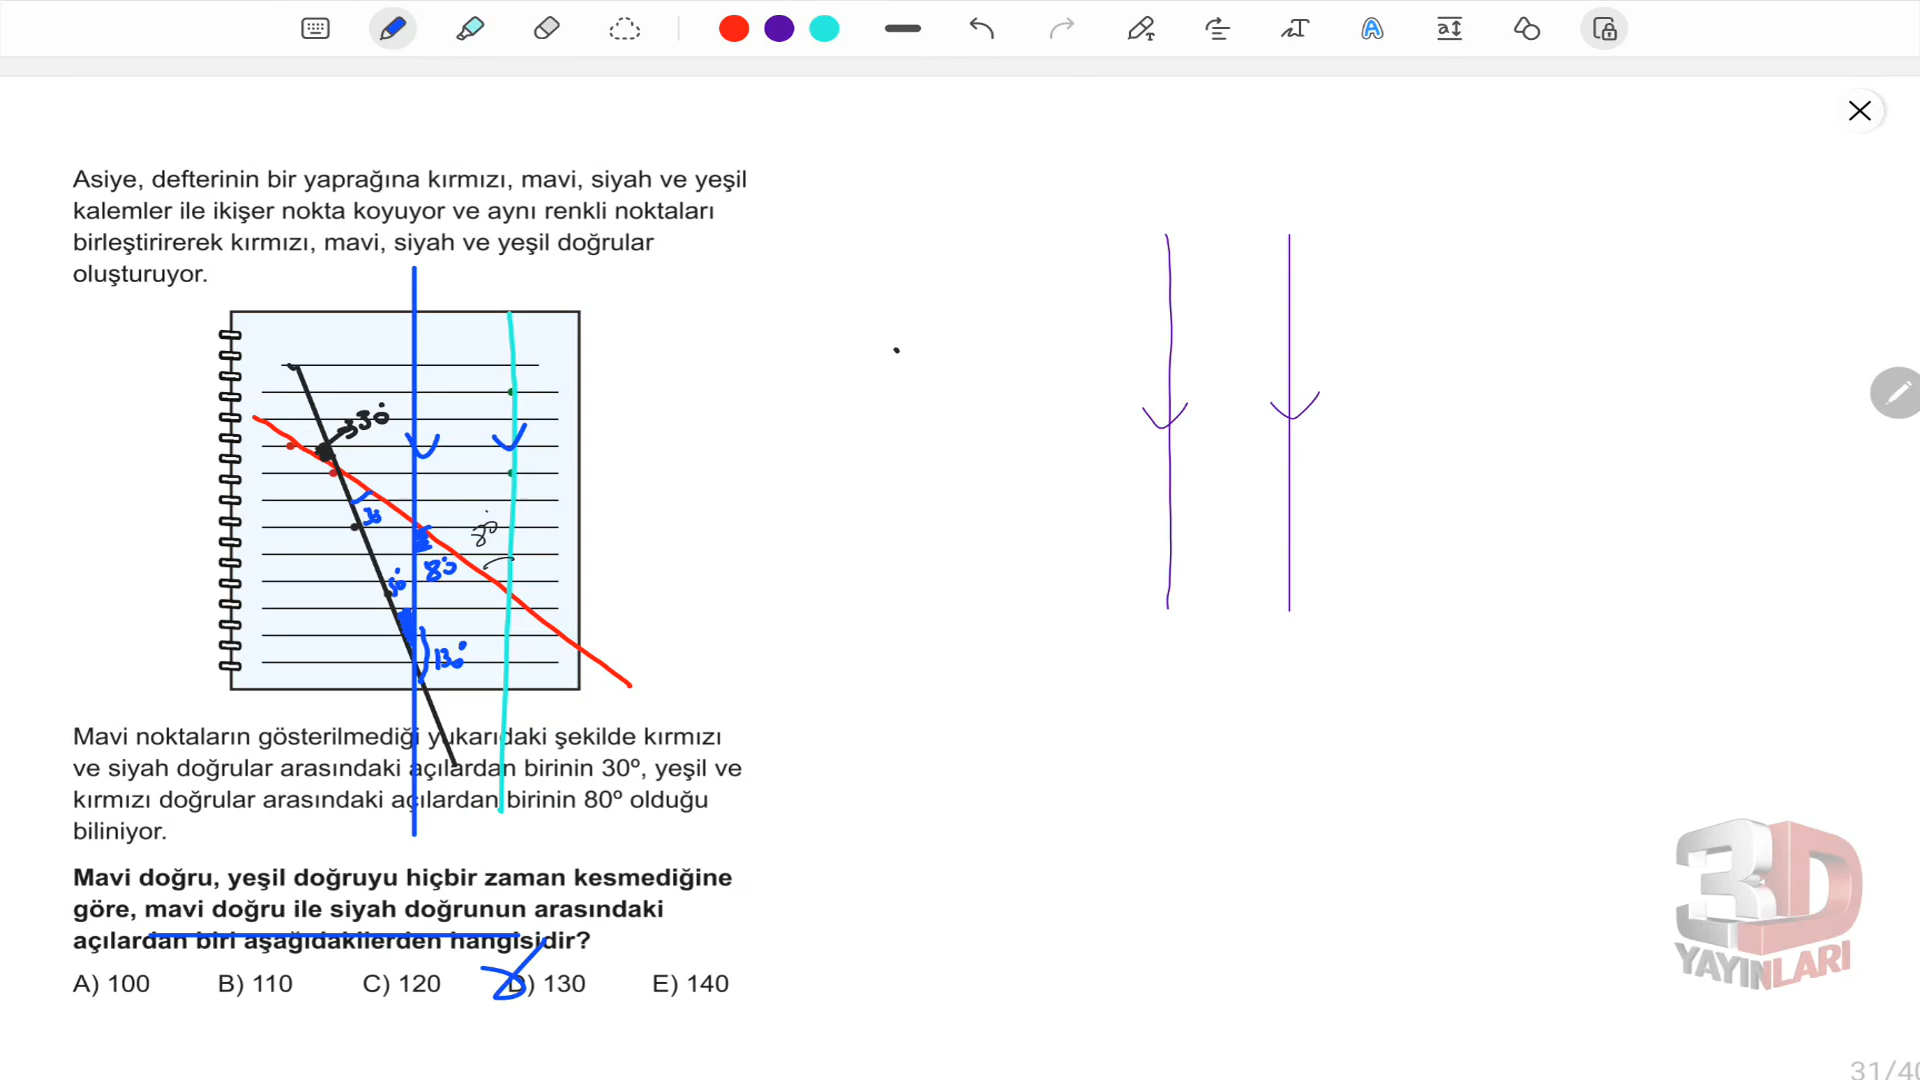 Asiye, defterinin bir yaprağına kırmızı, mavi, siyah ve yeşil
kalemler ile ikişer nokta koyuyor ve aynı renkli noktaları
birleştirirerek kırmızı, mavi, siyah ve yeşil doğrular
oluşturuyor.
330
30
80
80
130
Mavi noktaların gösterilmediği yukarıdaki şekilde kırmızı
ve siyah doğrular arasındaki açılardan birinin 30º, yeşil ve
kırmızı doğrular arasındaki açılardan birinin 80º olduğu
biliniyor.
Mavi doğru, yeşil doğruyu hiçbir zaman kesmediğine
göre, mavi doğru ile siyah doğrunun arasındaki
açılardan biri aşağıdakilerden hangisidir?
A) 100 B) 110 C) 120 D) 130 E) 140
3D
YAYINLARI